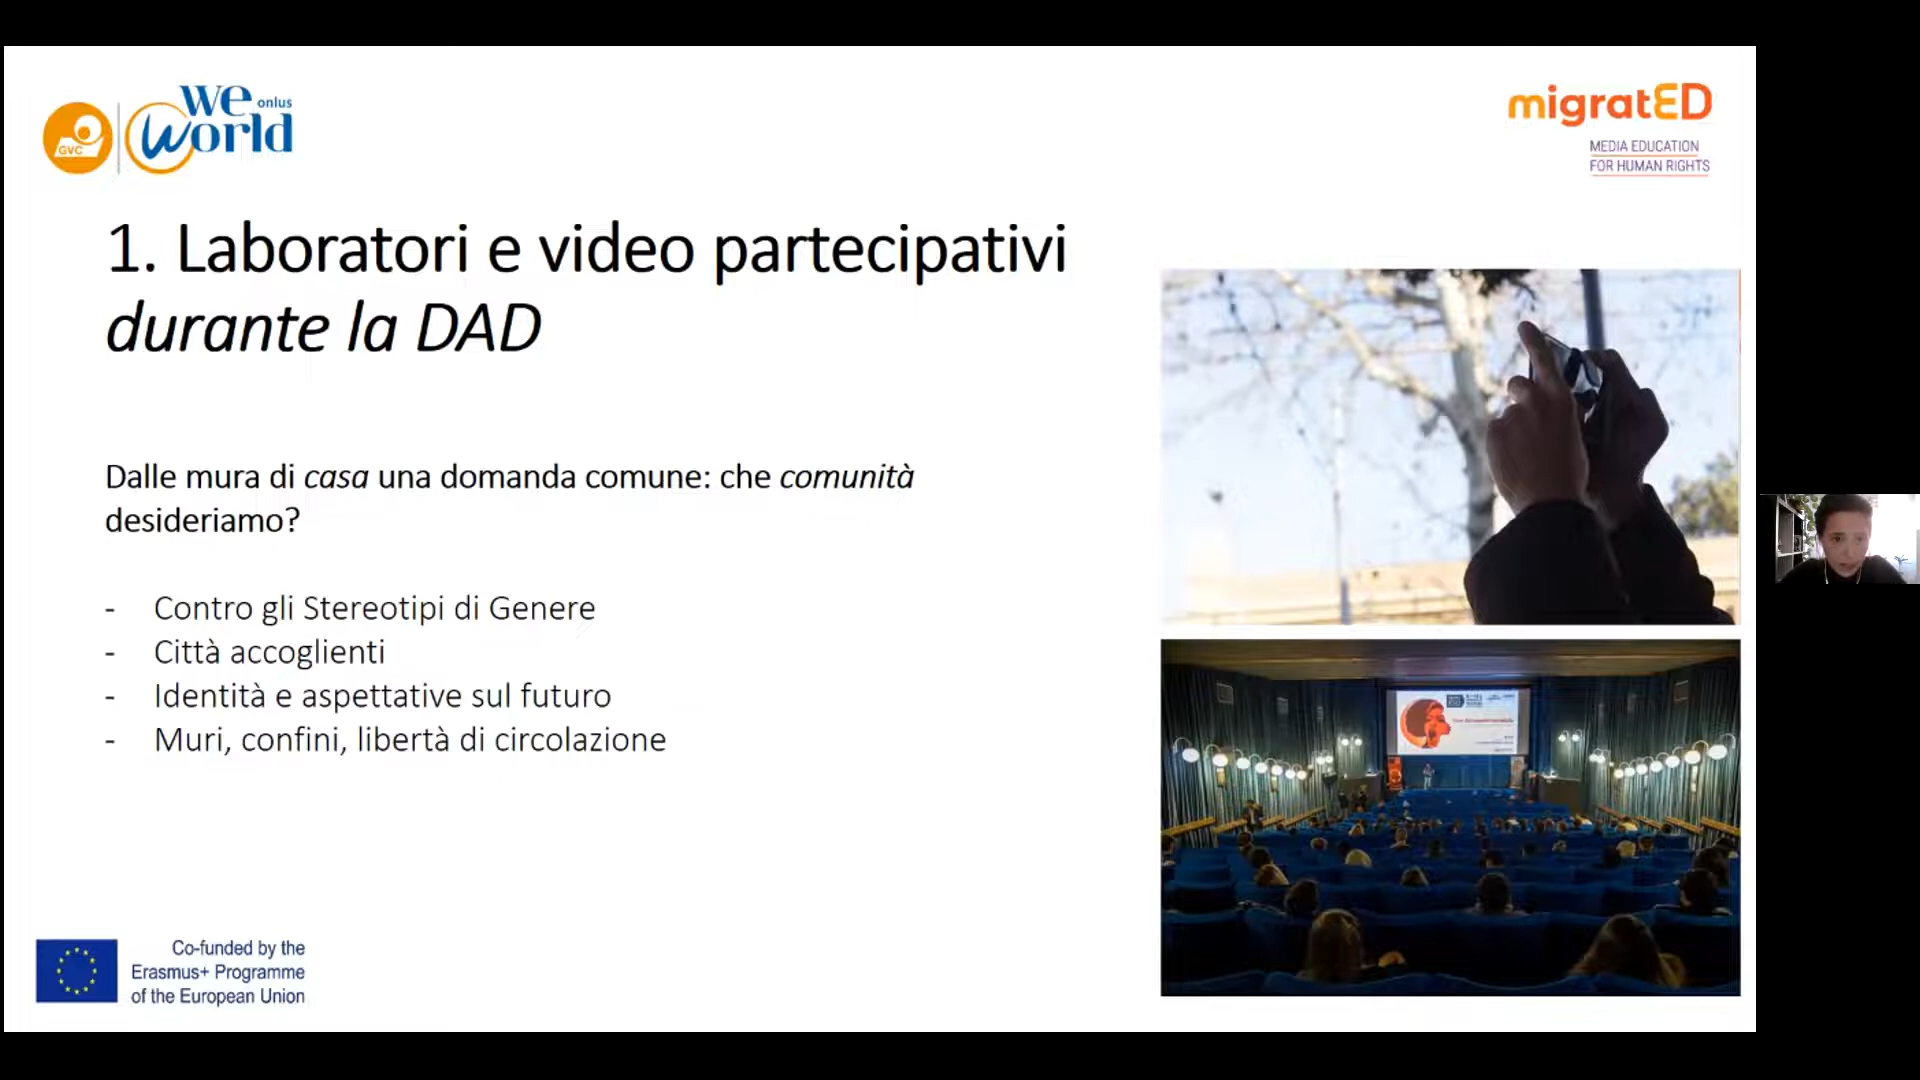 GVC
we onlus
world
migratED
MEDIA EDUCATION
FOR HUMAN RIGHTS
1. Laboratori e video partecipativi
durante la DAD
Dalle mura di casa una domanda comune: che comunità
desideriamo?
- Contro gli Stereotipi di Genere
- Città accoglienti
- Identità e aspettative sul futuro
- Muri, confini, libertà di circolazione
Co-funded by the
Erasmus+ Programme
of the European Union